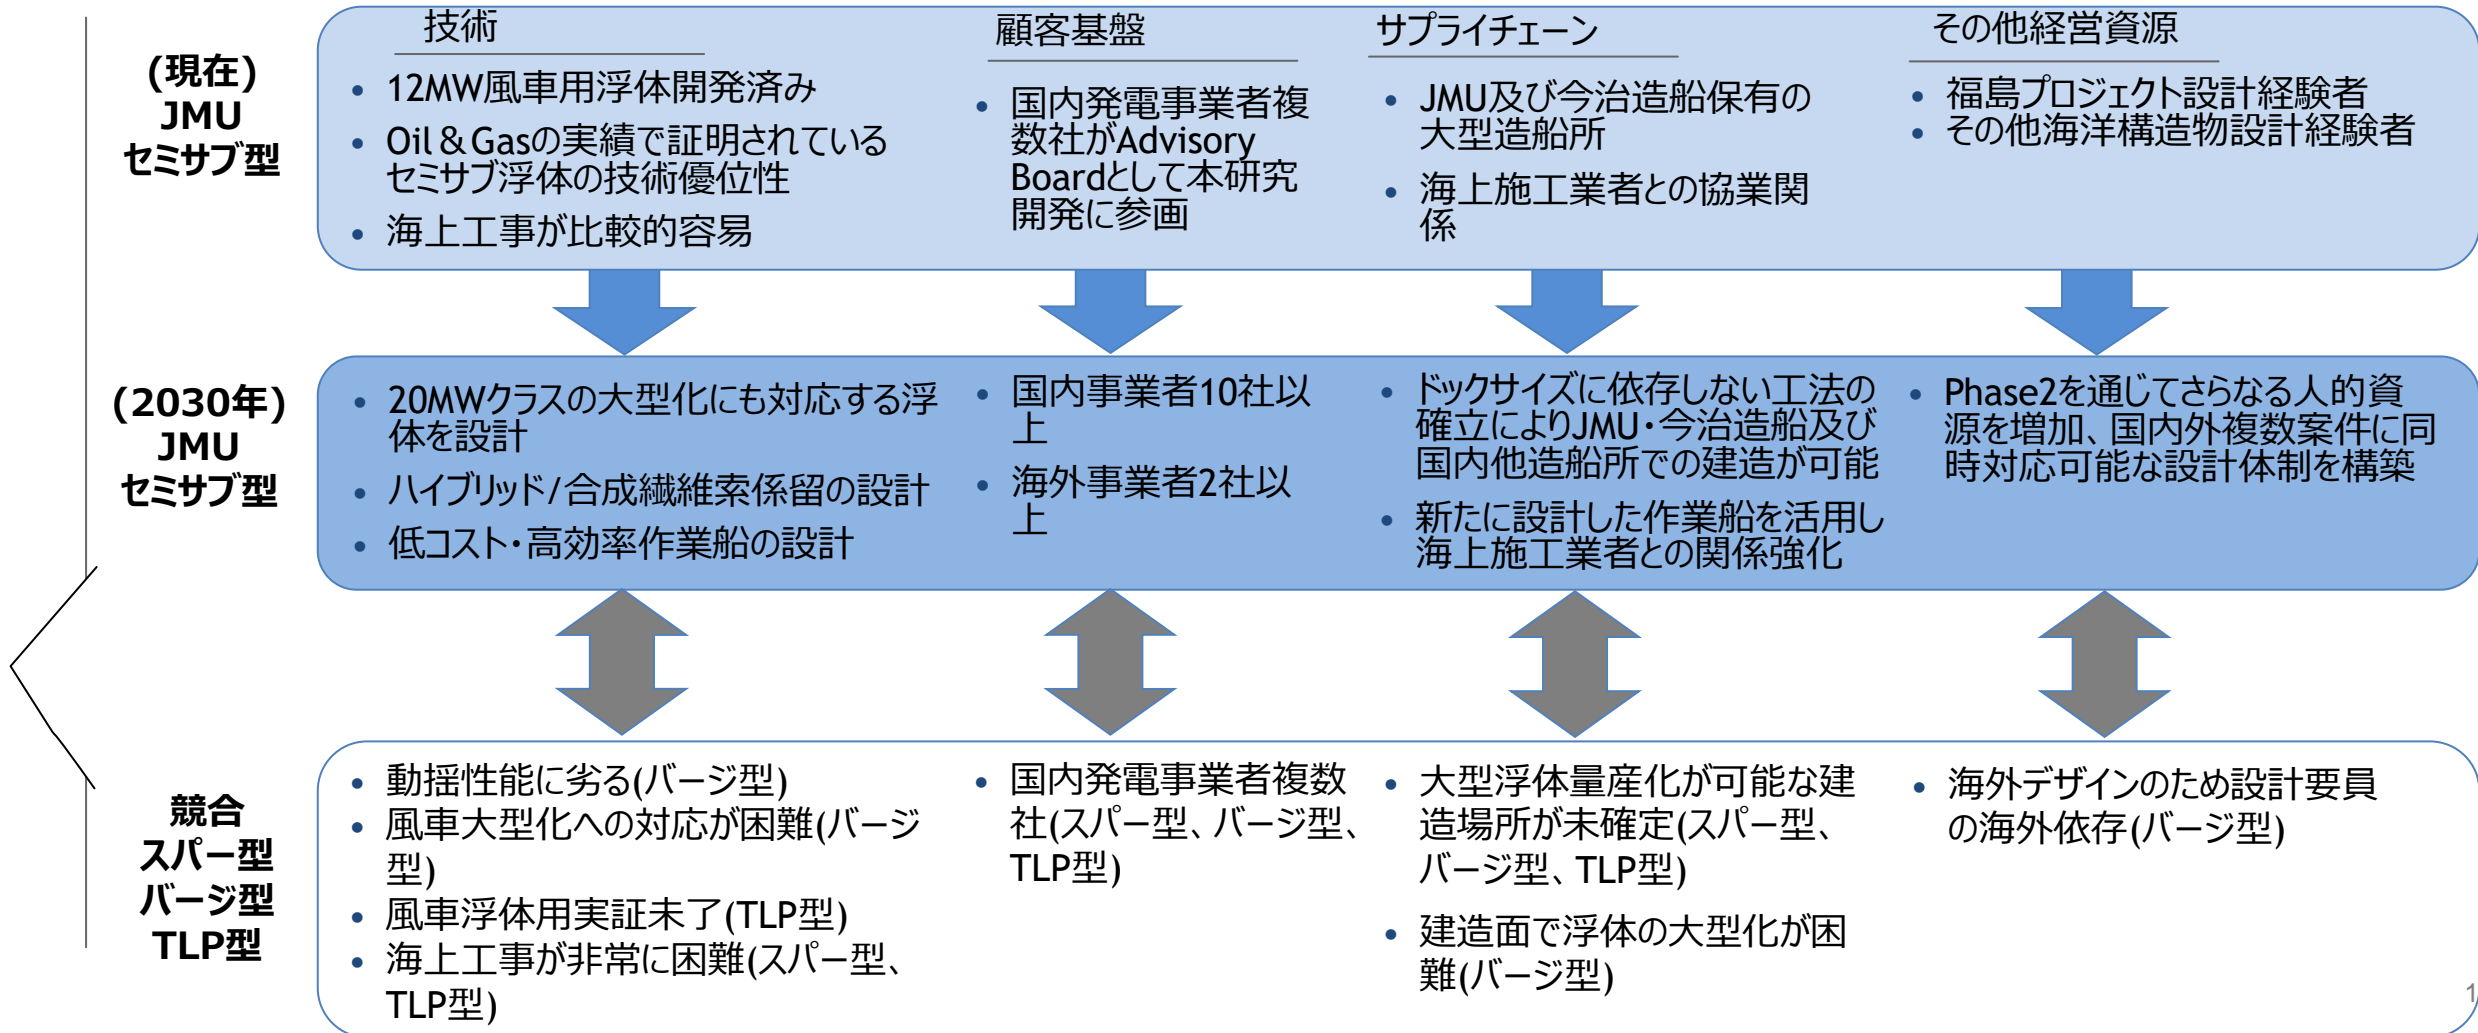 技術
顧客基盤
サプライチェーン
その他経営資源
(現在)
JMU
セミサブ型
• 12MW風車用浮体開発済み
• Oil＆Gasの実績で証明されている
セミサブ浮体の技術優位性
• 海上工事が比較的容易
• 国内発電事業者複
数社がAdvisory
Boardとして本研究
開発に参画
• JMU及び今治造船保有の
大型造船所
• 海上施工業者との協業関
係
• 福島プロジェクト設計経験者
• その他海洋構造物設計経験者
(2030年)
JMU
セミサブ型
• 20MWクラスの大型化にも対応する浮
体を設計
• ハイブリッド/合成繊維索係留の設計
• 低コスト・高効率作業船の設計
• 国内事業者10社以
上
• 海外事業者2社以
上
• ドックサイズに依存しない工法の
確立によりJMU・今治造船及び
国内他造船所での建造が可能
• 新たに設計した作業船を活用し
海上施工業者との関係強化
• Phase2を通じてさらなる人的資
源を増加、国内外複数案件に同
時対応可能な設計体制を構築
競合
スパー型
バージ型
TLP型
• 動揺性能に劣る(バージ型)
• 風車大型化への対応が困難(バージ
型)
• 風車浮体用実証未了(TLP型)
• 海上工事が非常に困難(スパー型、
TLP型)
• 国内発電事業者複数
社(スパー型、バージ型、
TLP型)
• 大型浮体量産化が可能な建
造場所が未確定(スパー型、
バージ型、TLP型)
• 建造面で浮体の大型化が困
難(バージ型)
• 海外デザインのため設計要員
の海外依存(バージ型)
1